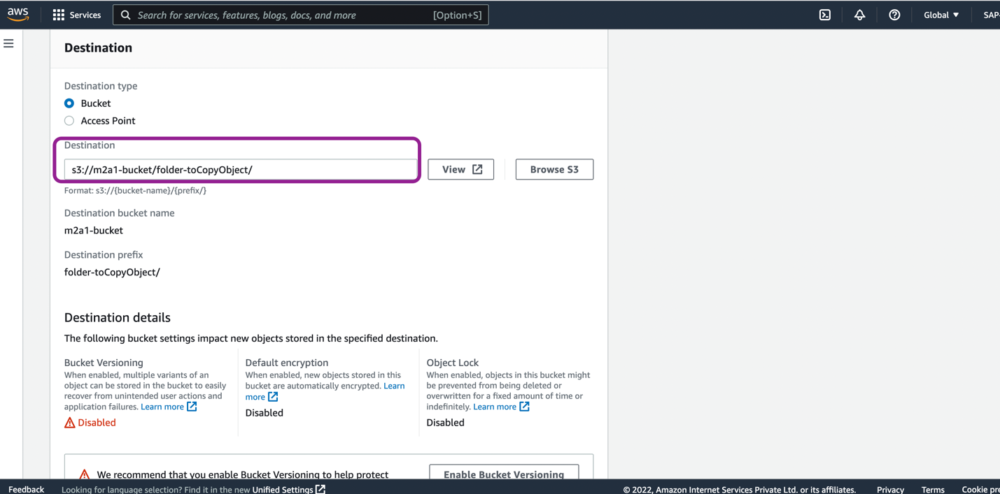 aws
Services
Search for services, features, blogs, docs, and more
[Option+S]
Global
SAP-
Destination
Destination type
Bucket
Access Point
Destination
s3://m2a1-bucket/folder-toCopyObject/
View
Browse S3
Format: s3://{bucket-name}/{prefix/}
Destination bucket name
m2a1-bucket
Destination prefix
folder-toCopyObject/
Destination details
The following bucket settings impact new objects stored in the specified destination.
Bucket Versioning
When enabled, multiple variants of an
object can be stored in the bucket to easily
recover from unintended user actions and
application failures. Learn more
Disabled
Default encryption
When enabled, new objects stored in this
bucket are automatically encrypted. Learn
more
Disabled
Object Lock
When enabled, objects in this bucket might
be prevented from being deleted or
overwritten for a fixed amount of time or
indefinitely. Learn more
Disabled
We recommend that you enable Bucket Versioning to help protect
Enable Bucket Versioning
Feedback
Looking for language selection? Find it in the new Unified Settings
© 2022, Amazon Internet Services Private Ltd. or its affiliates.
Privacy
Terms
Cookie pre